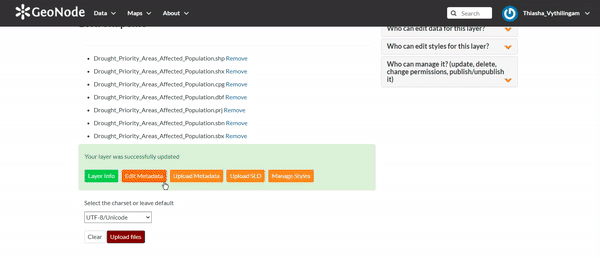 GeoNode
Data
Maps
About
Search
Thiasha_Vythilingam
Who can edit data for this layer?
Who can edit styles for this layer?
Who can manage it? (update, delete,
change permissions, publish/unpublish
it)
Drought_Priority_Areas_Affected_Population.shp Remove
Drought_Priority_Areas_Affected_Population.shx Remove
Drought_Priority_Areas_Affected_Population.cpg Remove
Drought_Priority_Areas_Affected_Population.dbf Remove
Drought_Priority_Areas_Affected_Population.prj Remove
Drought_Priority_Areas_Affected_Population.sbn Remove
Drought_Priority_Areas_Affected_Population.sbx Remove
Your layer was successfully updated
Layer Info
Edit Metadata
Upload Metadata
Upload SLD
Manage Styles
Select the charset or leave default
UTF-8/Unicode
Clear
Upload files